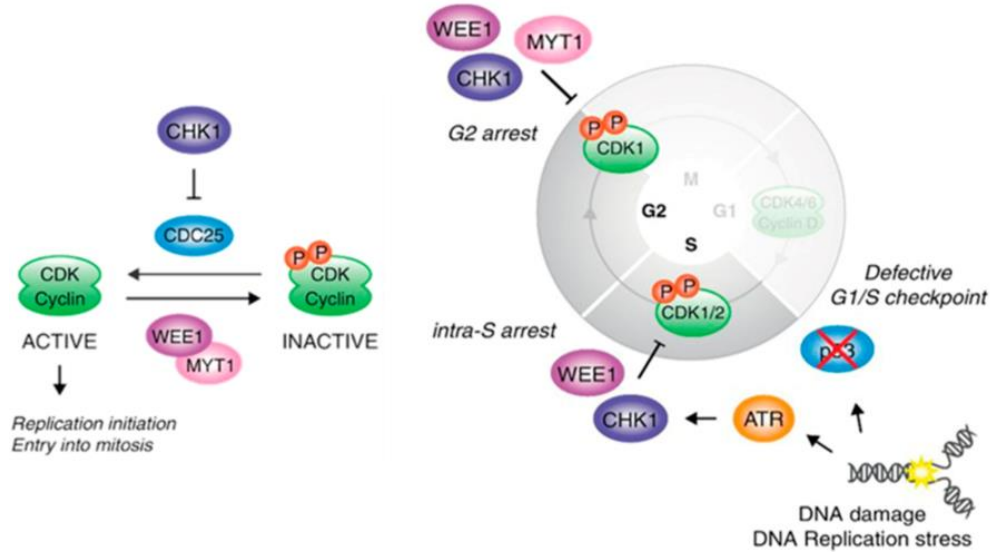 CHK1
CDC25
CDK
Cyclin
P P
CDK
Cyclin
ACTIVE
WEE1
MYT1
INACTIVE
Replication initiation
Entry into mitosis
WEE1
MYT1
CHK1
G2 arrest
P P
CDK1
M
G2
G1
S
CDK4/6
Cyclin D
P P
CDK1/2
intra-S arrest
Defective
G1/S checkpoint
p53
WEE1
CHK1
ATR
DNA damage
DNA Replication stress